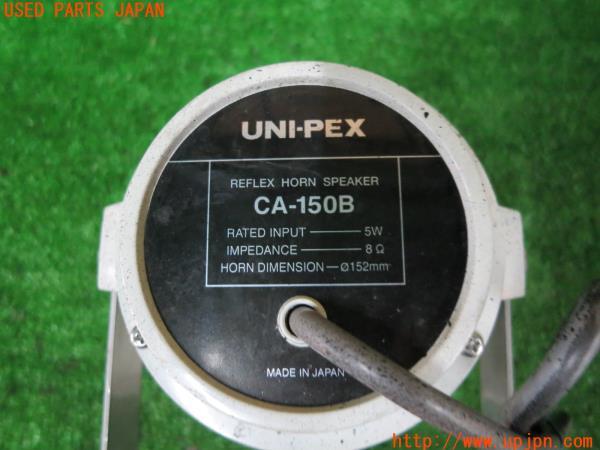 USED PARTS JAPAN
UNI-PEX
REFLEX HORN SPEAKER
CA-150B
RATED INPUT 5W
IMPEDANCE 8Ω
HORN DIMENSION Ø152mm
MADE IN JAPAN
http://www.upjpn.com/